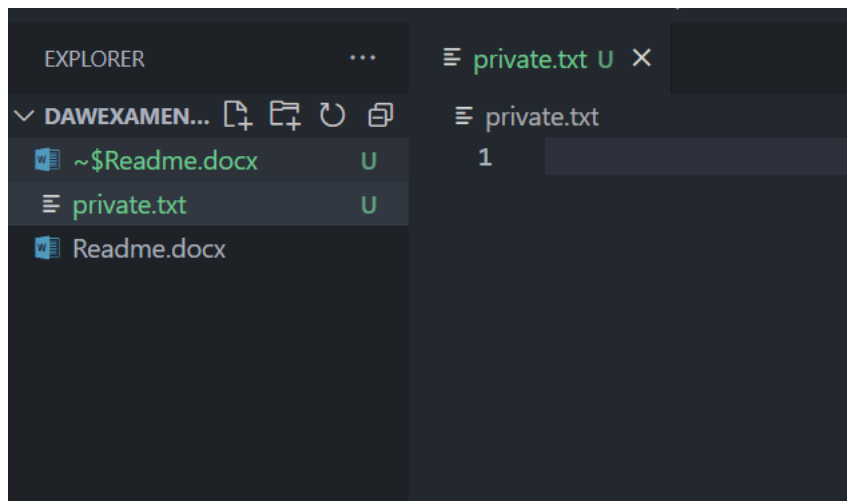 EXPLORER ...
DAWEXAMEN...
~$Readme.docx U
private.txt U
Readme.docx
private.txt U
private.txt
1